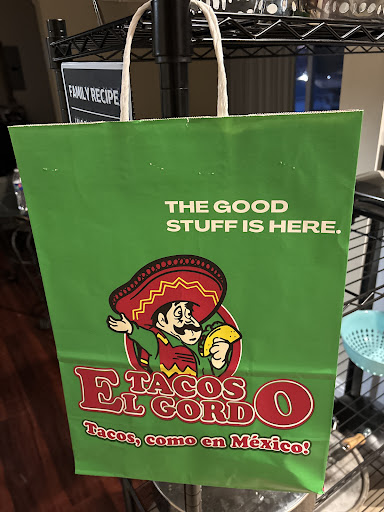 FAMILY RECIPE
THE GOOD
STUFF IS HERE.
TACOS
EL GORDO
Tacos, como en México!